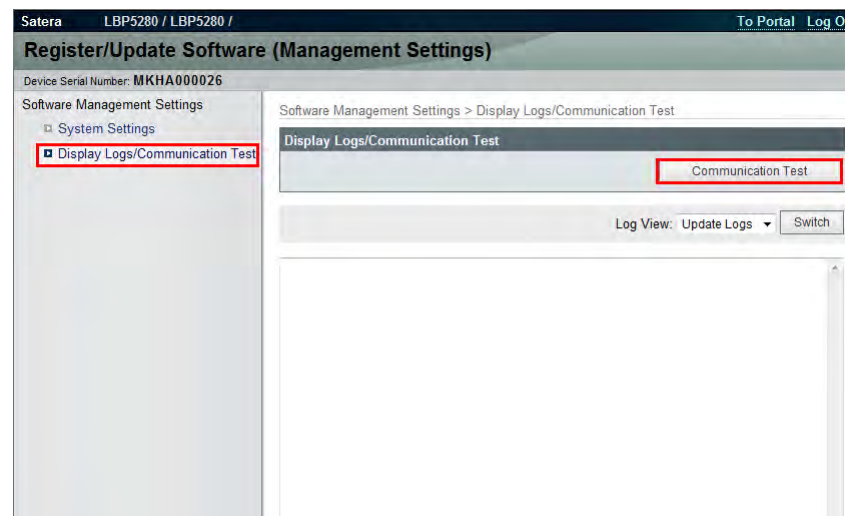 Satera LBP5280 / LBP5280 / To Portal Log O
Register/Update Software (Management Settings)
Device Serial Number: MKHA000026
Software Management Settings
System Settings
Display Logs/Communication Test
Software Management Settings > Display Logs/Communication Test
Display Logs/Communication Test
Communication Test
Log View: Update Logs Switch